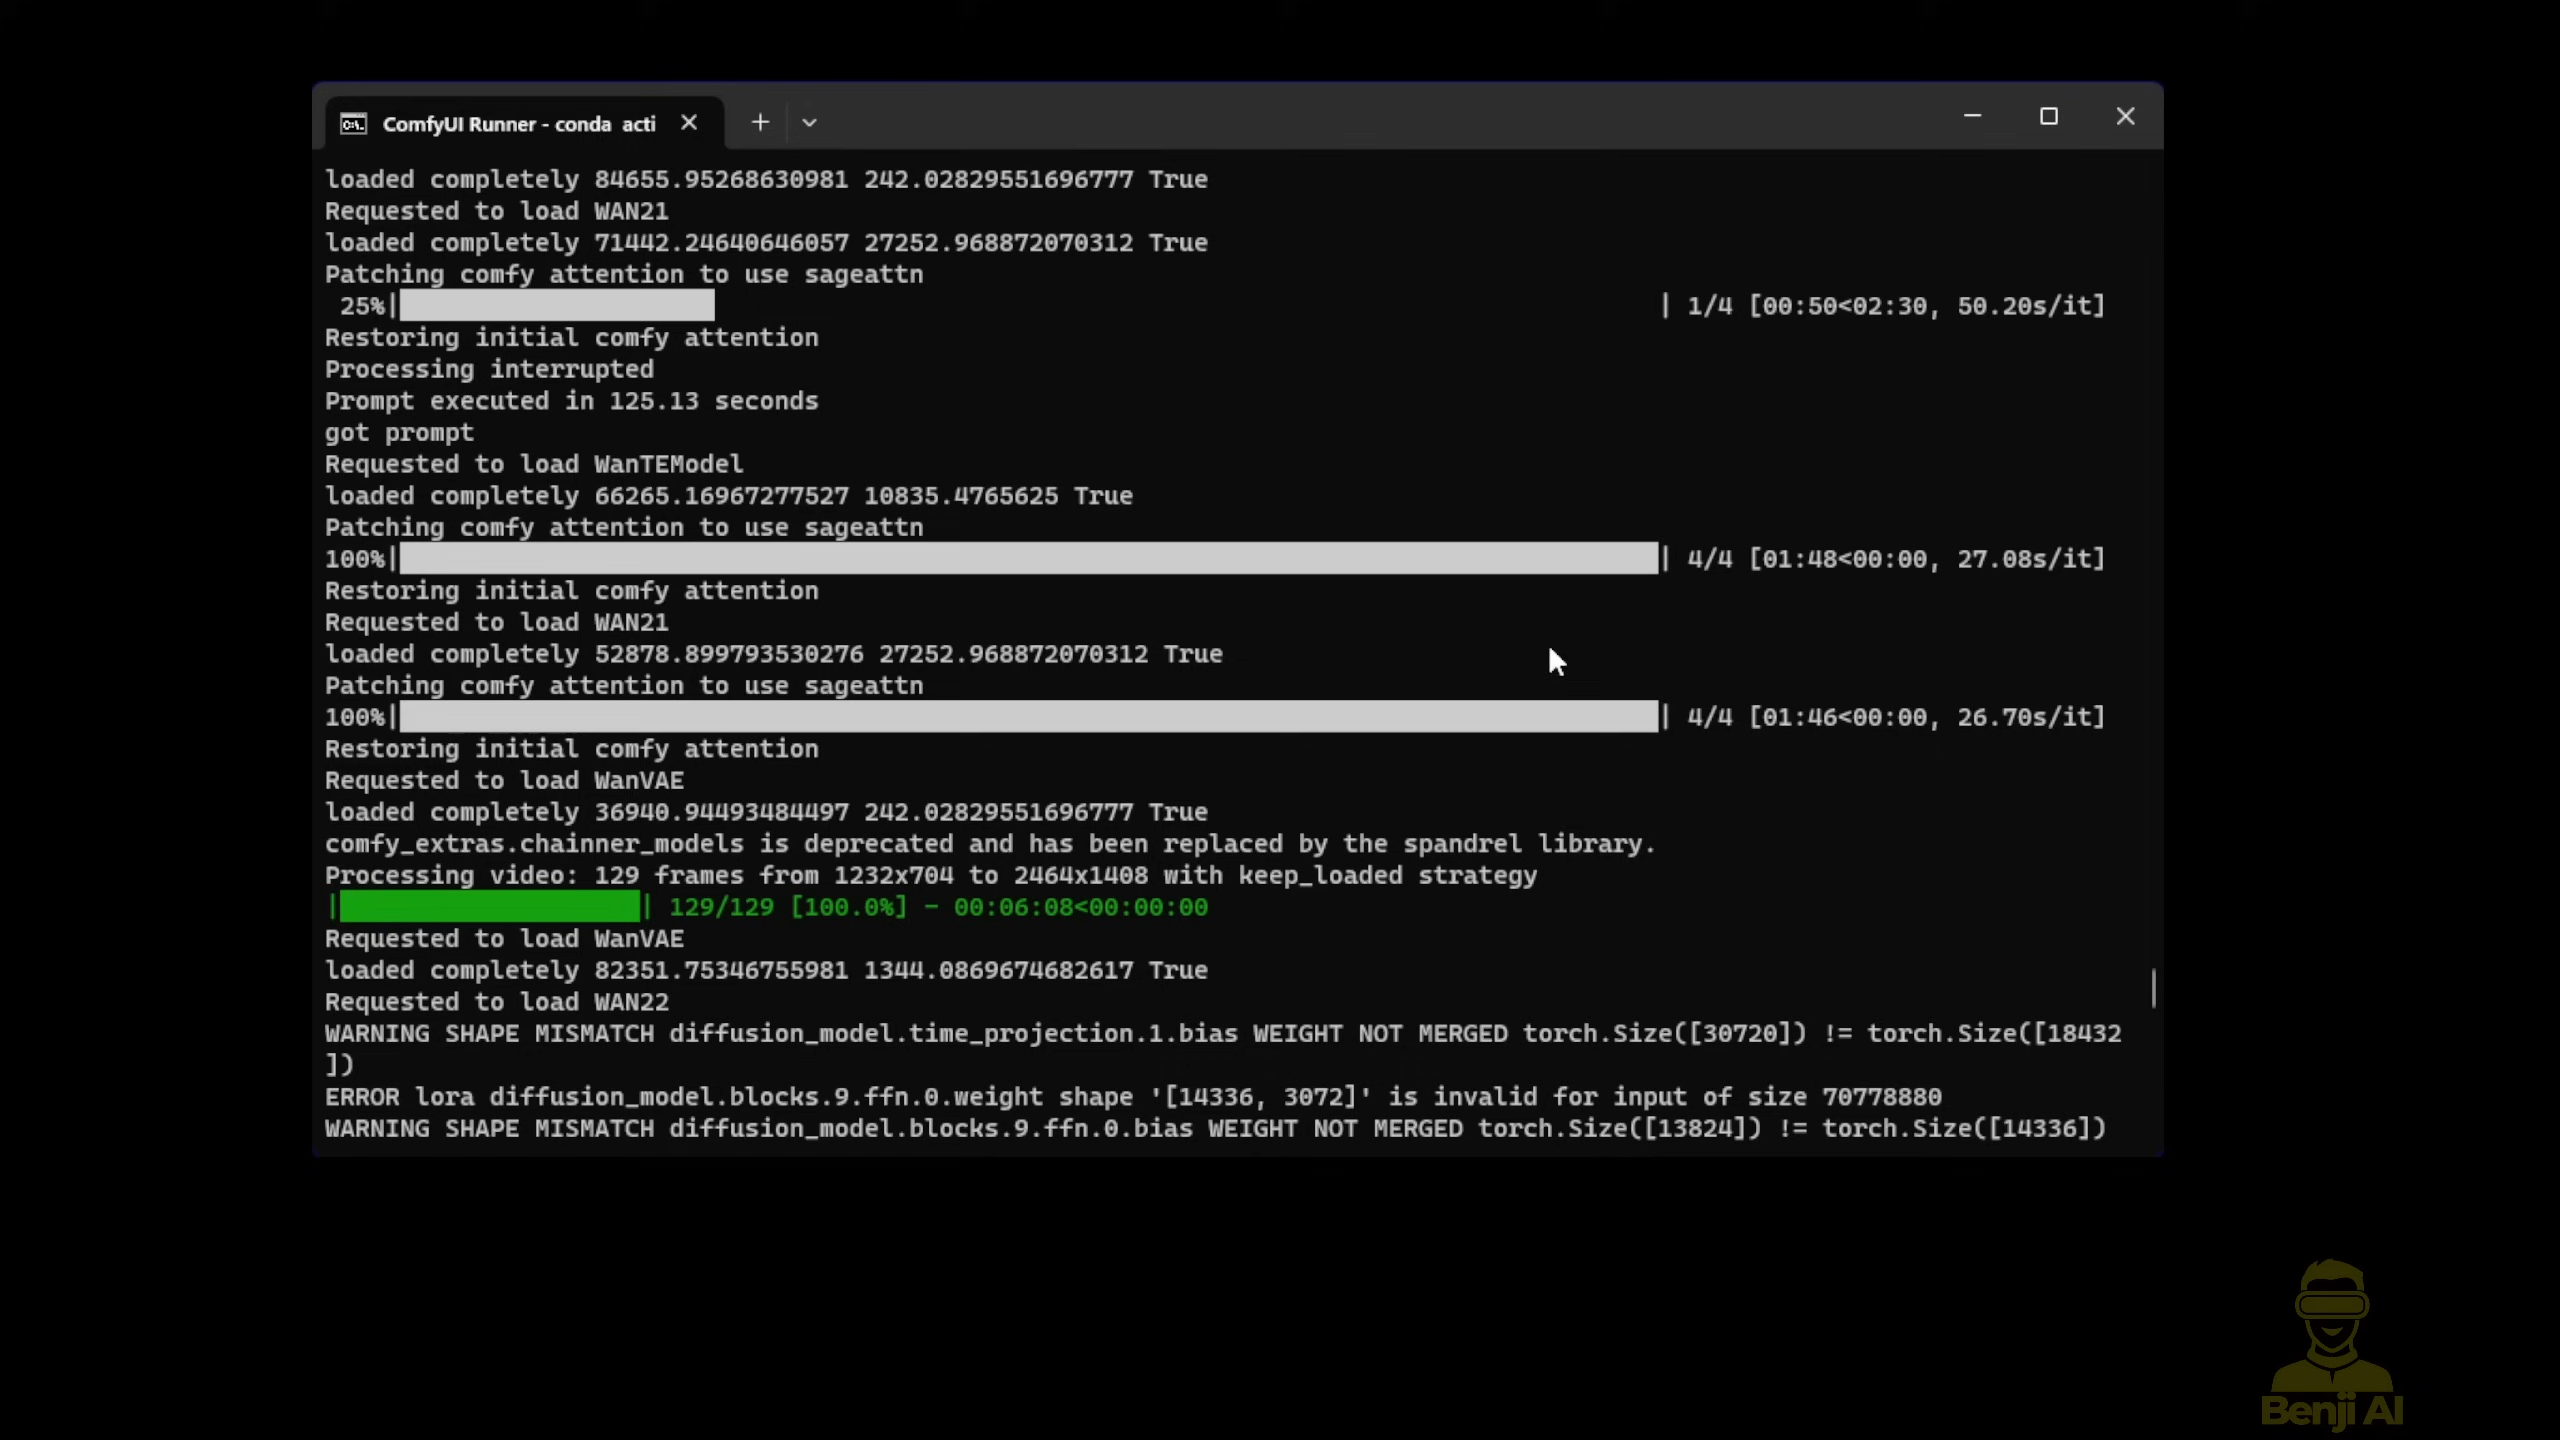 ComfyUI Runner - conda acti
loaded completely 84655.95268630981 242.02829551696777 True
Requested to load WAN21
loaded completely 71442.24640646057 27252.968872070312 True
Patching comfy attention to use sageattn
25%| | 1/4 [00:50<02:30, 50.20s/it]
Restoring initial comfy attention
Processing interrupted
Prompt executed in 125.13 seconds
got prompt
Requested to load WanTEModel
loaded completely 66265.16967277527 10835.4765625 True
Patching comfy attention to use sageattn
100%| | 4/4 [01:48<00:00, 27.08s/it]
Restoring initial comfy attention
Requested to load WAN21
loaded completely 52878.899793530276 27252.968872070312 True
Patching comfy attention to use sageattn
100%| | 4/4 [01:46<00:00, 26.70s/it]
Restoring initial comfy attention
Requested to load WanVAE
loaded completely 36940.94493484497 242.02829551696777 True
comfy_extras.chainner_models is deprecated and has been replaced by the spandrel library.
Processing video: 129 frames from 1232x704 to 2464x1408 with keep_loaded strategy
| | 129/129 [100.0%] - 00:06:08<00:00:00
Requested to load WanVAE
loaded completely 82351.75346755981 1344.0869674682617 True
Requested to load WAN22
WARNING SHAPE MISMATCH diffusion_model.time_projection.1.bias WEIGHT NOT MERGED torch.Size([30720]) != torch.Size([18432
])
ERROR lora diffusion_model.blocks.9.ffn.0.weight shape '[14336, 3072]' is invalid for input of size 70778880
WARNING SHAPE MISMATCH diffusion_model.blocks.9.ffn.0.bias WEIGHT NOT MERGED torch.Size([13824]) != torch.Size([14336])
Benji AI